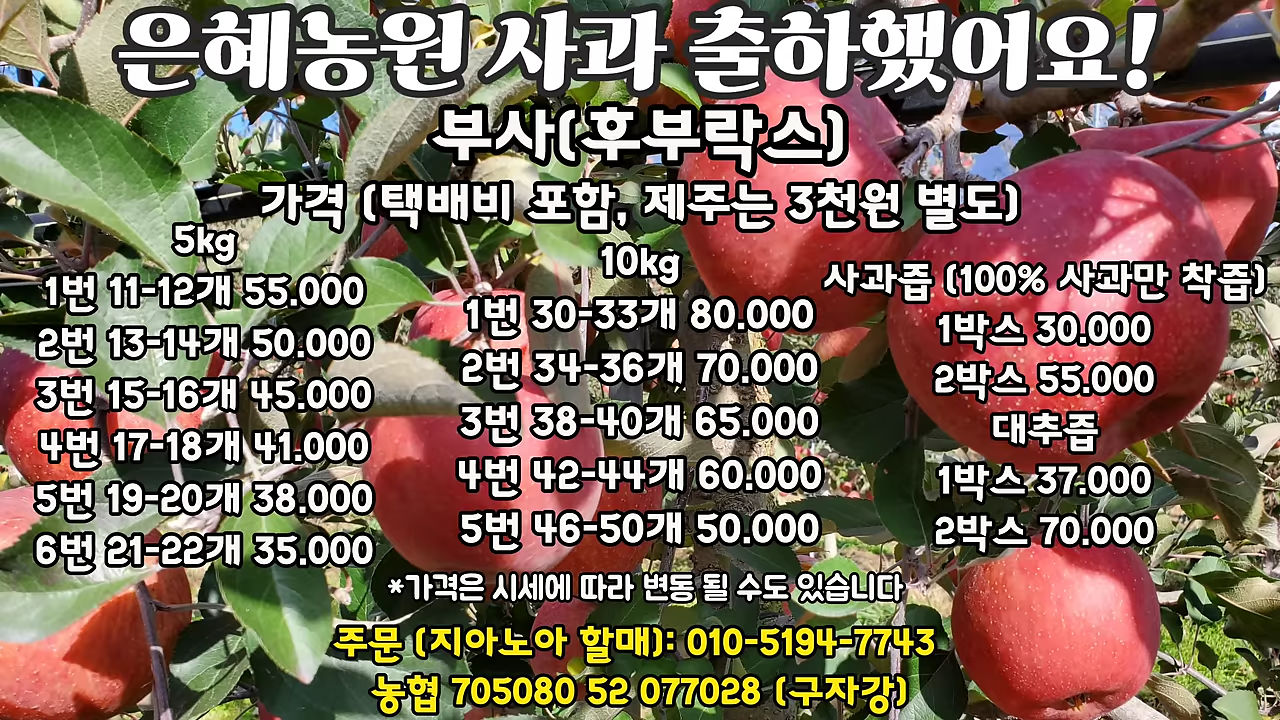 은혜농원 사과 출하했어요!
부사(후부락스)
가격 (택배비 포함, 제주는 3천원 별도)
5kg
1번 11-12개 55.000
2번 13-14개 50.000
3번 15-16개 45.000
4번 17-18개 41.000
5번 19-20개 38.000
6번 21-22개 35.000
10kg
1번 30-33개 80.000
2번 34-36개 70.000
3번 38-40개 65.000
4번 42-44개 60.000
5번 46-50개 50.000
사과즙 (100% 사과만 착즙)
1박스 30.000
2박스 55.000
대추즙
1박스 37.000
2박스 70.000
*가격은 시세에 따라 변동 될 수도 있습니다
주문 (지아노아 할매): 010-5194-7743
농협 705080 52 077028 (구자강)